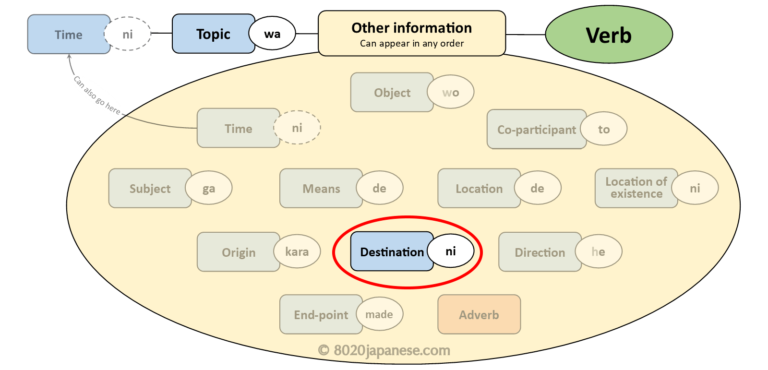 Time ni
Topic wa
Other information
Can appear in any order
Verb
Can also go here
Object wo
Time ni
Co-participant to
Subject ga
Means de
Location de
Location of
existence ni
Origin kara
Destination ni
Direction he
End-point made
Adverb
© 8020japanese.com